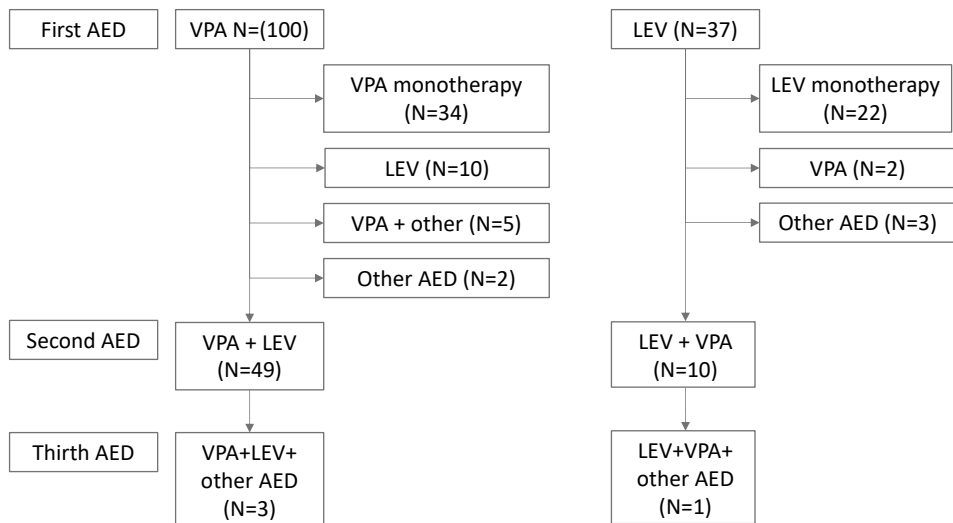 First AED
VPA N=(100)
LEV (N=37)
VPA monotherapy
(N=34)
LEV monotherapy
(N=22)
LEV (N=10)
VPA (N=2)
VPA + other (N=5)
Other AED (N=3)
Other AED (N=2)
Second AED
VPA + LEV
(N=49)
LEV + VPA
(N=10)
Thirth AED
VPA+LEV+
other AED
(N=3)
LEV+VPA+
other AED
(N=1)